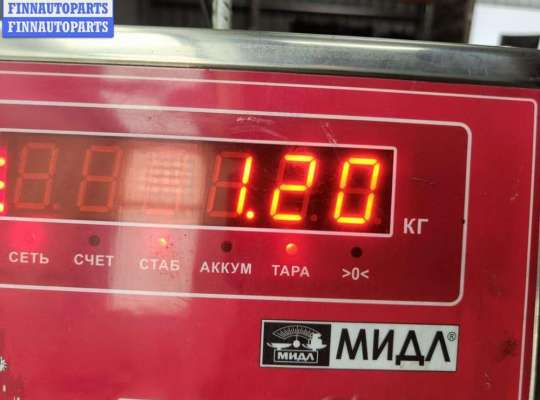 FINNAUTOPARTS
FINNAUTOPARTS
1.20
КГ
СЕТЬ СЧЕТ СТАБ АККУМ ТАРА >0<
МИДЛ МИДЛ®